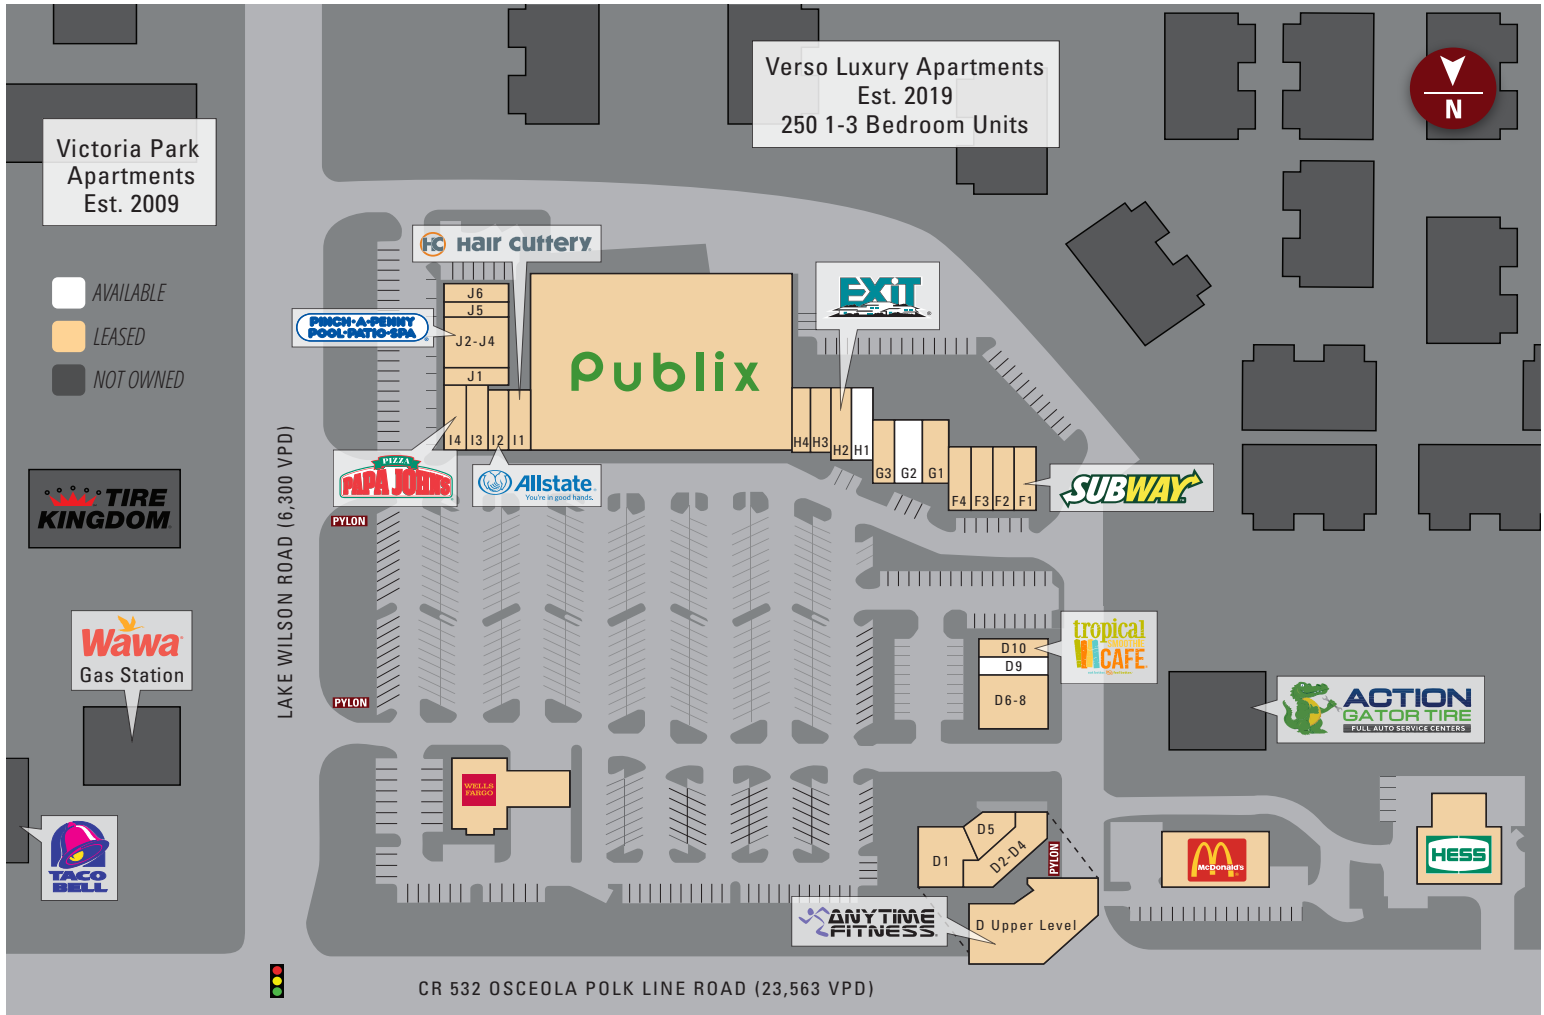 Verso Luxury Apartments
Est. 2019
250 1-3 Bedroom Units
N
Victoria Park
Apartments
Est. 2009
AVAILABLE
LEASED
NOT OWNED
HC Hair cuttery
PINCH·A·PENNY
POOL·PATIO·SPA
EXiT
J6
J5
J2-J4
J1
I4
I3
I2
I1
Publix
H4
H3
H2
H1
G3
G2
G1
F4
F3
F2
F1
PIZZA
PAPA JOHN'S
Allstate
You're in good hands.
SUBWAY
TIRE
KINGDOM
PYLON
LAKE WILSON ROAD (6,300 VPD)
Wawa
Gas Station
PYLON
D10
D9
D6-8
tropical
SMOOTHIE
CAFE
ACTION
GATOR TIRE
FULL AUTO SERVICE CENTERS
WELLS
FARGO
TACO
BELL
D5
D1
D2-D4
PYLON
McDonald's
HESS
ANYTIME
FITNESS
D Upper Level
CR 532 OSCEOLA POLK LINE ROAD (23,563 VPD)